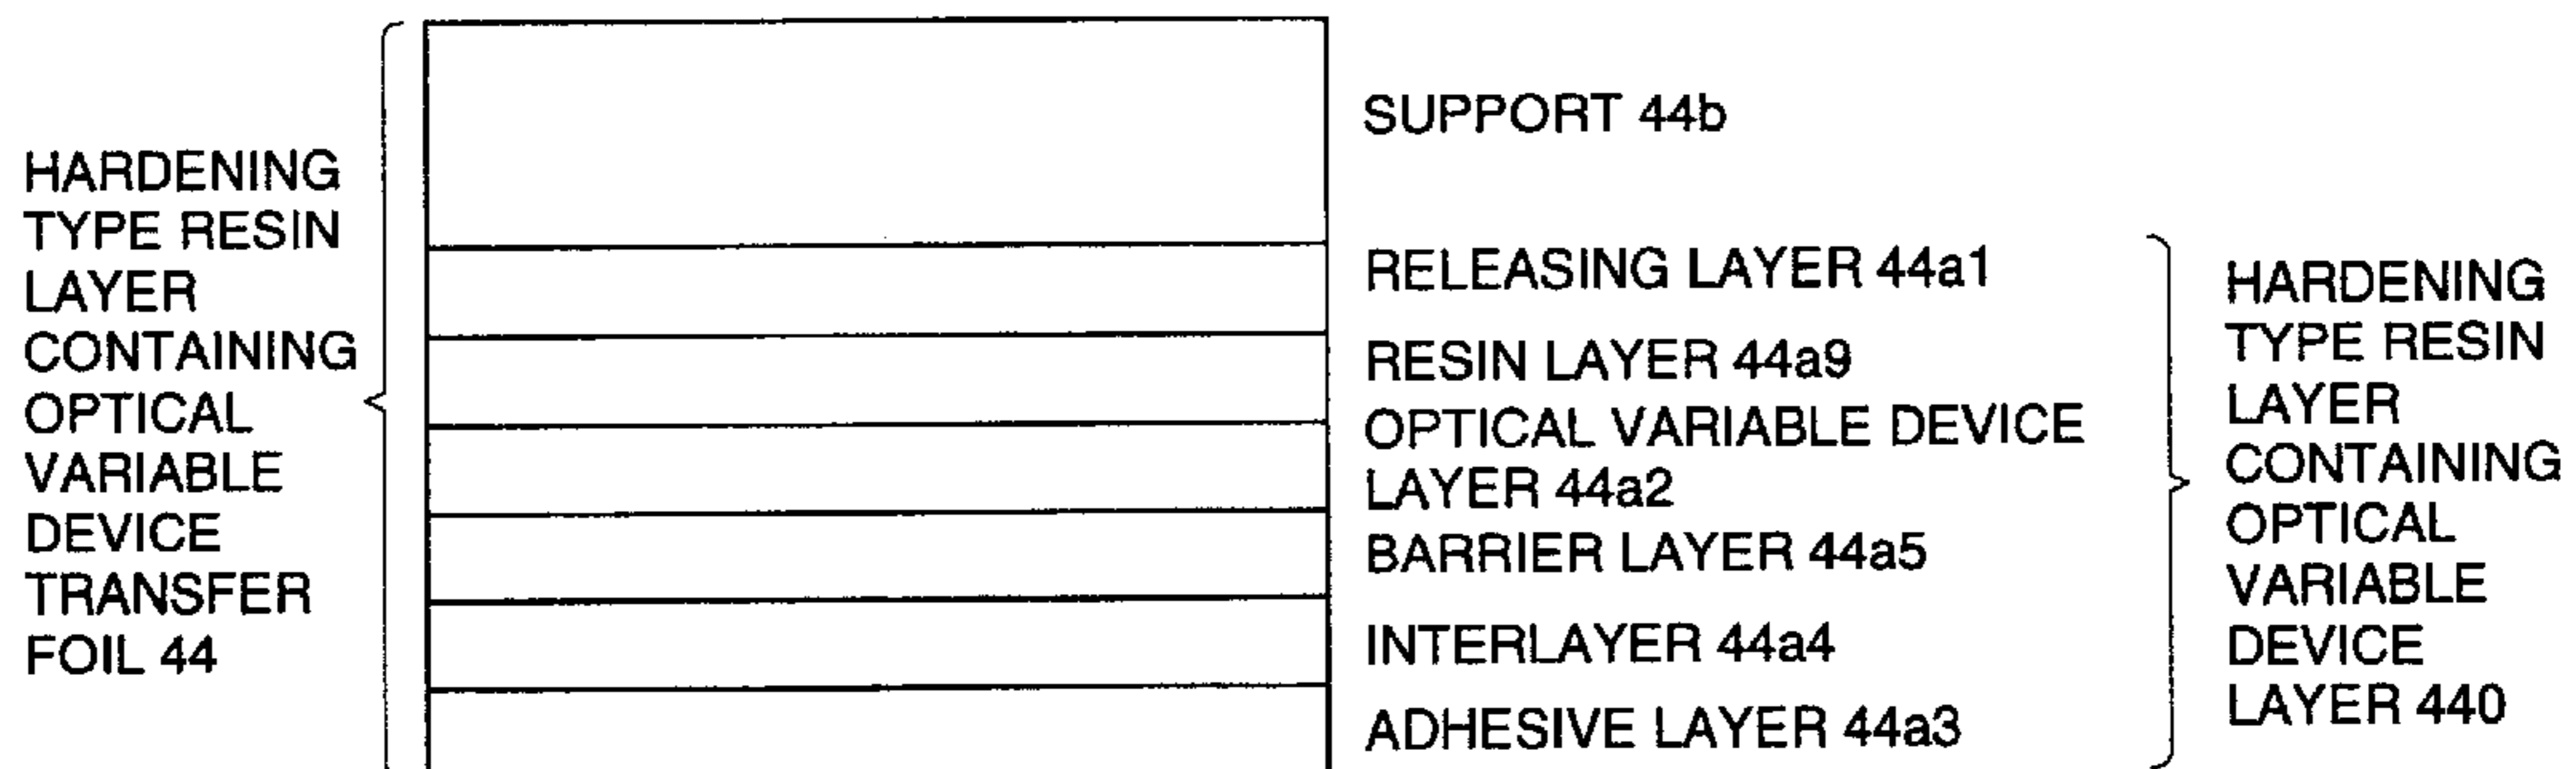 HARDENING
TYPE RESIN
LAYER
CONTAINING
OPTICAL
VARIABLE
DEVICE
TRANSFER
FOIL 44
SUPPORT 44b
RELEASING LAYER 44a1
RESIN LAYER 44a9
OPTICAL VARIABLE DEVICE
LAYER 44a2
BARRIER LAYER 44a5
INTERLAYER 44a4
ADHESIVE LAYER 44a3
HARDENING
TYPE RESIN
LAYER
CONTAINING
OPTICAL
VARIABLE
DEVICE
LAYER 440